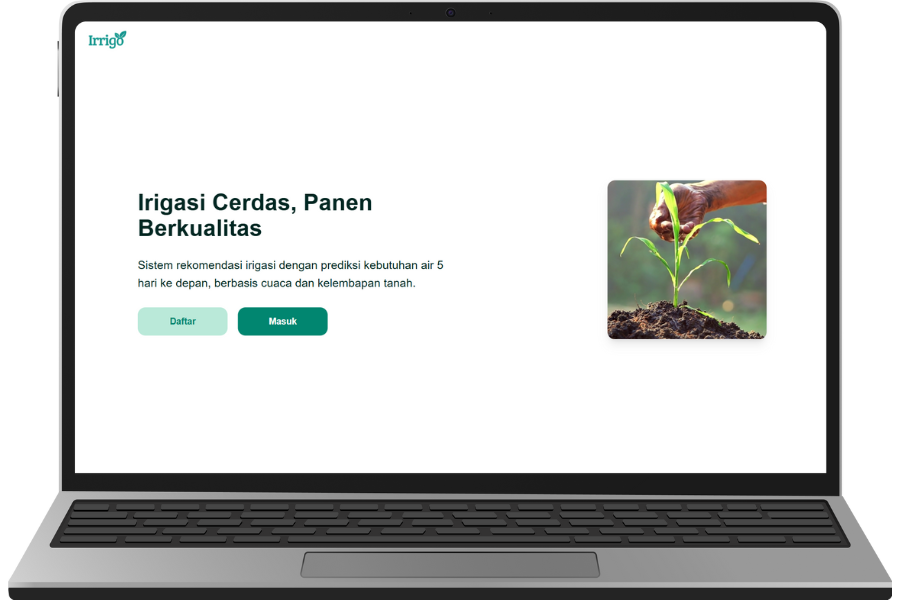 Irrigo
Irigasi Cerdas, Panen
Berkualitas
Sistem rekomendasi irigasi dengan prediksi kebutuhan air 5
hari ke depan, berbasis cuaca dan kelembapan tanah.
Daftar
Masuk